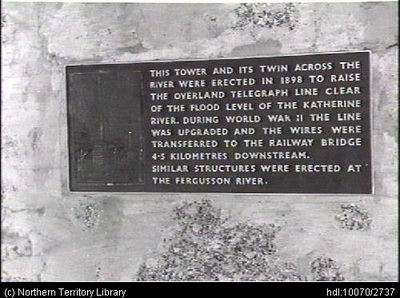 THIS TOWER AND ITS TWIN ACROSS THE
RIVER WERE ERECTED IN 1898 TO RAISE
THE OVERLAND TELEGRAPH LINE CLEAR
OF THE FLOOD LEVEL OF THE KATHERINE
RIVER. DURING WORLD WAR II THE LINE
WAS UPGRADED AND THE WIRES WERE
TRANSFERRED TO THE RAILWAY BRIDGE
4·5 KILOMETRES DOWNSTREAM.
SIMILAR STRUCTURES WERE ERECTED AT
THE FERGUSSON RIVER.
(c) Northern Territory Library hdl:10070/2737